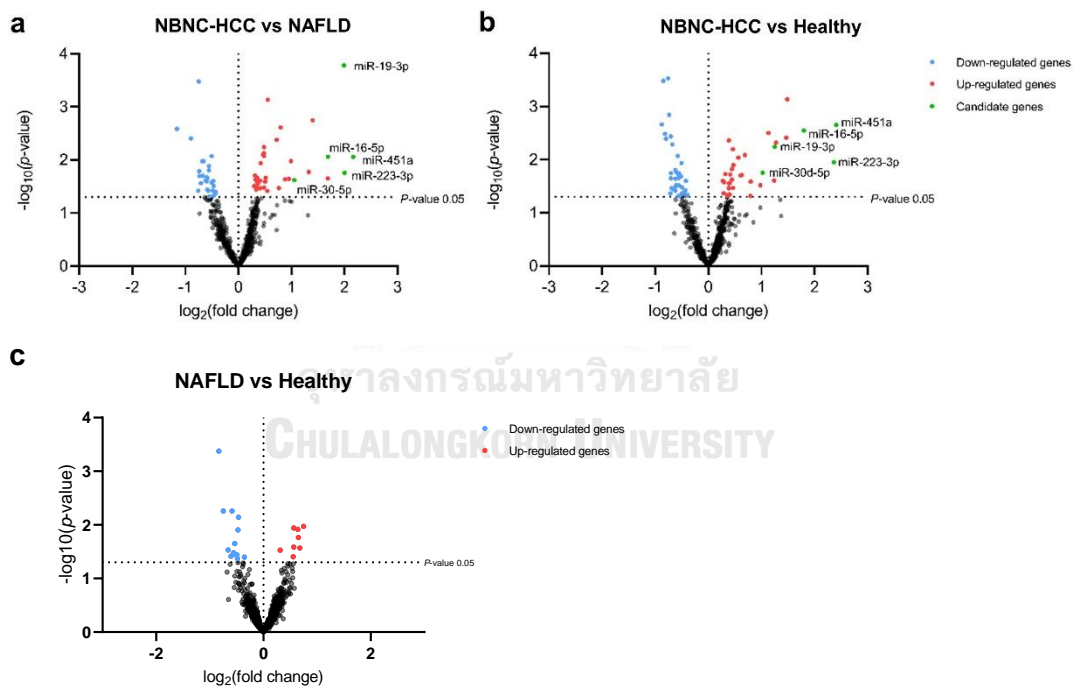 a
NBNC-HCC vs NAFLD
-log10(p-value)
4
3
2
1
0
-3
-2
-1
0
1
2
3
log2(fold change)
miR-19-3p
miR-16-5p
miR-451a
miR-223-3p
miR-30-5p
P-value 0.05
b
NBNC-HCC vs Healthy
-log10(p-value)
4
3
2
1
0
-3
-2
-1
0
1
2
3
log2(fold change)
miR-451a
miR-16-5p
miR-19-3p
miR-223-3p
miR-30d-5p
P-value 0.05
Down-regulated genes
Up-regulated genes
Candidate genes
c
NAFLD vs Healthy
-log10(p-value)
4
3
2
1
0
-2
0
2
log2(fold change)
P-value 0.05
Down-regulated genes
Up-regulated genes
จุฬาลงกรณ์มหาวิทยาลัย
CHULALONGKORN UNIVERSITY